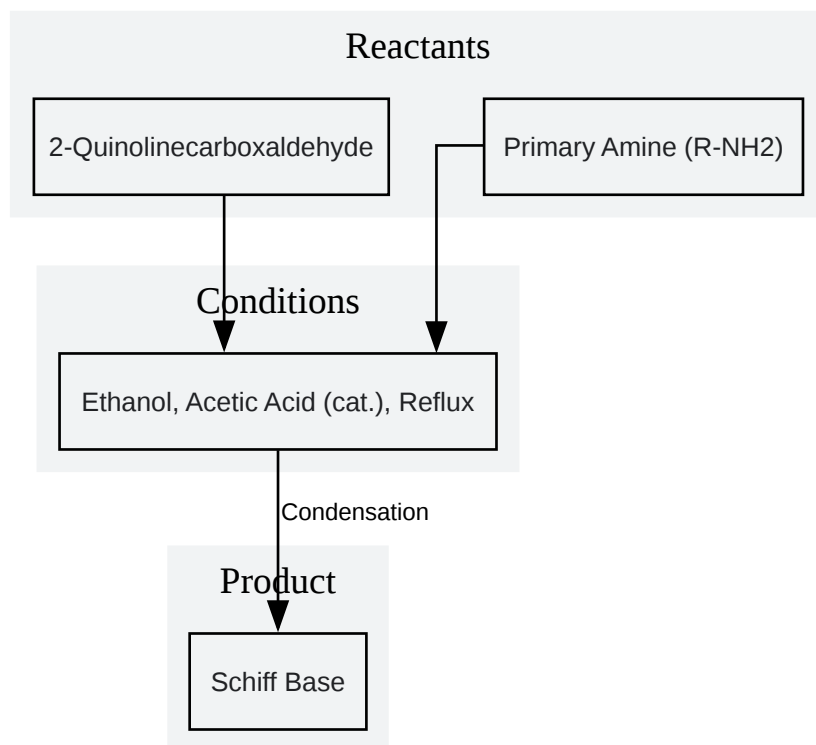 Reactants
2-Quinolinecarboxaldehyde
Primary Amine (R-NH2)
Conditions
Ethanol, Acetic Acid (cat.), Reflux
Condensation
Product
Schiff Base